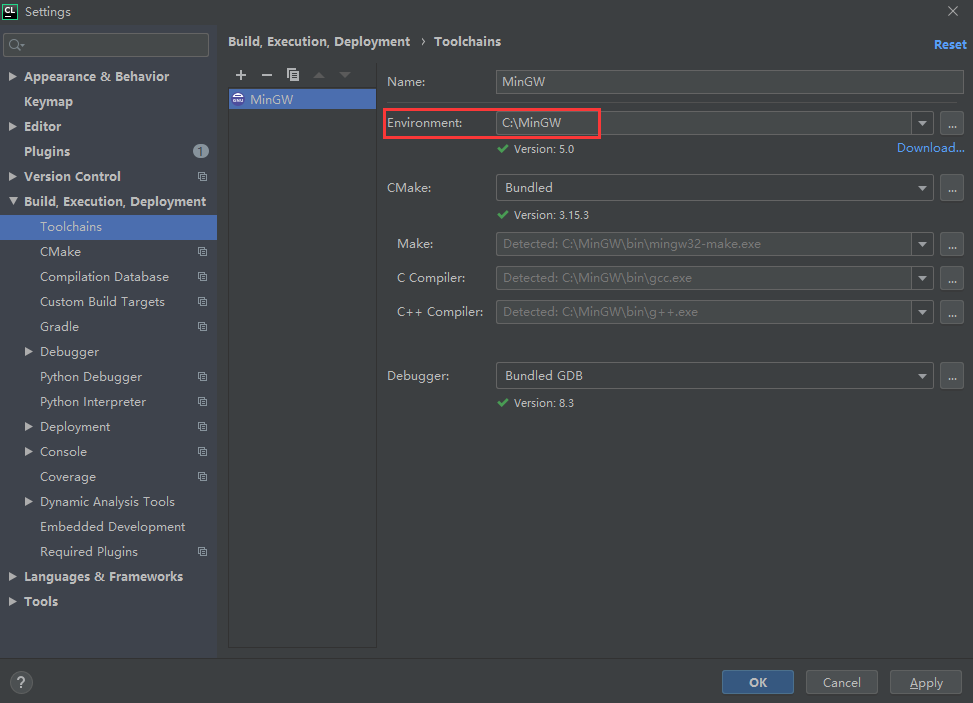 CL Settings
Build, Execution, Deployment › Toolchains
Reset
Appearance & Behavior
Keymap
Editor
Plugins 1
Version Control
Build, Execution, Deployment
Toolchains
CMake
Compilation Database
Custom Build Targets
Gradle
Debugger
Python Debugger
Python Interpreter
Deployment
Console
Coverage
Dynamic Analysis Tools
Embedded Development
Required Plugins
Languages & Frameworks
Tools
MinGW
Name: MinGW
Environment: C:\MinGW ...
Version: 5.0 Download...
CMake: Bundled ...
Version: 3.15.3
Make: Detected: C:\MinGW\bin\mingw32-make.exe ...
C Compiler: Detected: C:\MinGW\bin\gcc.exe ...
C++ Compiler: Detected: C:\MinGW\bin\g++.exe ...
Debugger: Bundled GDB ...
Version: 8.3
? OK Cancel Apply